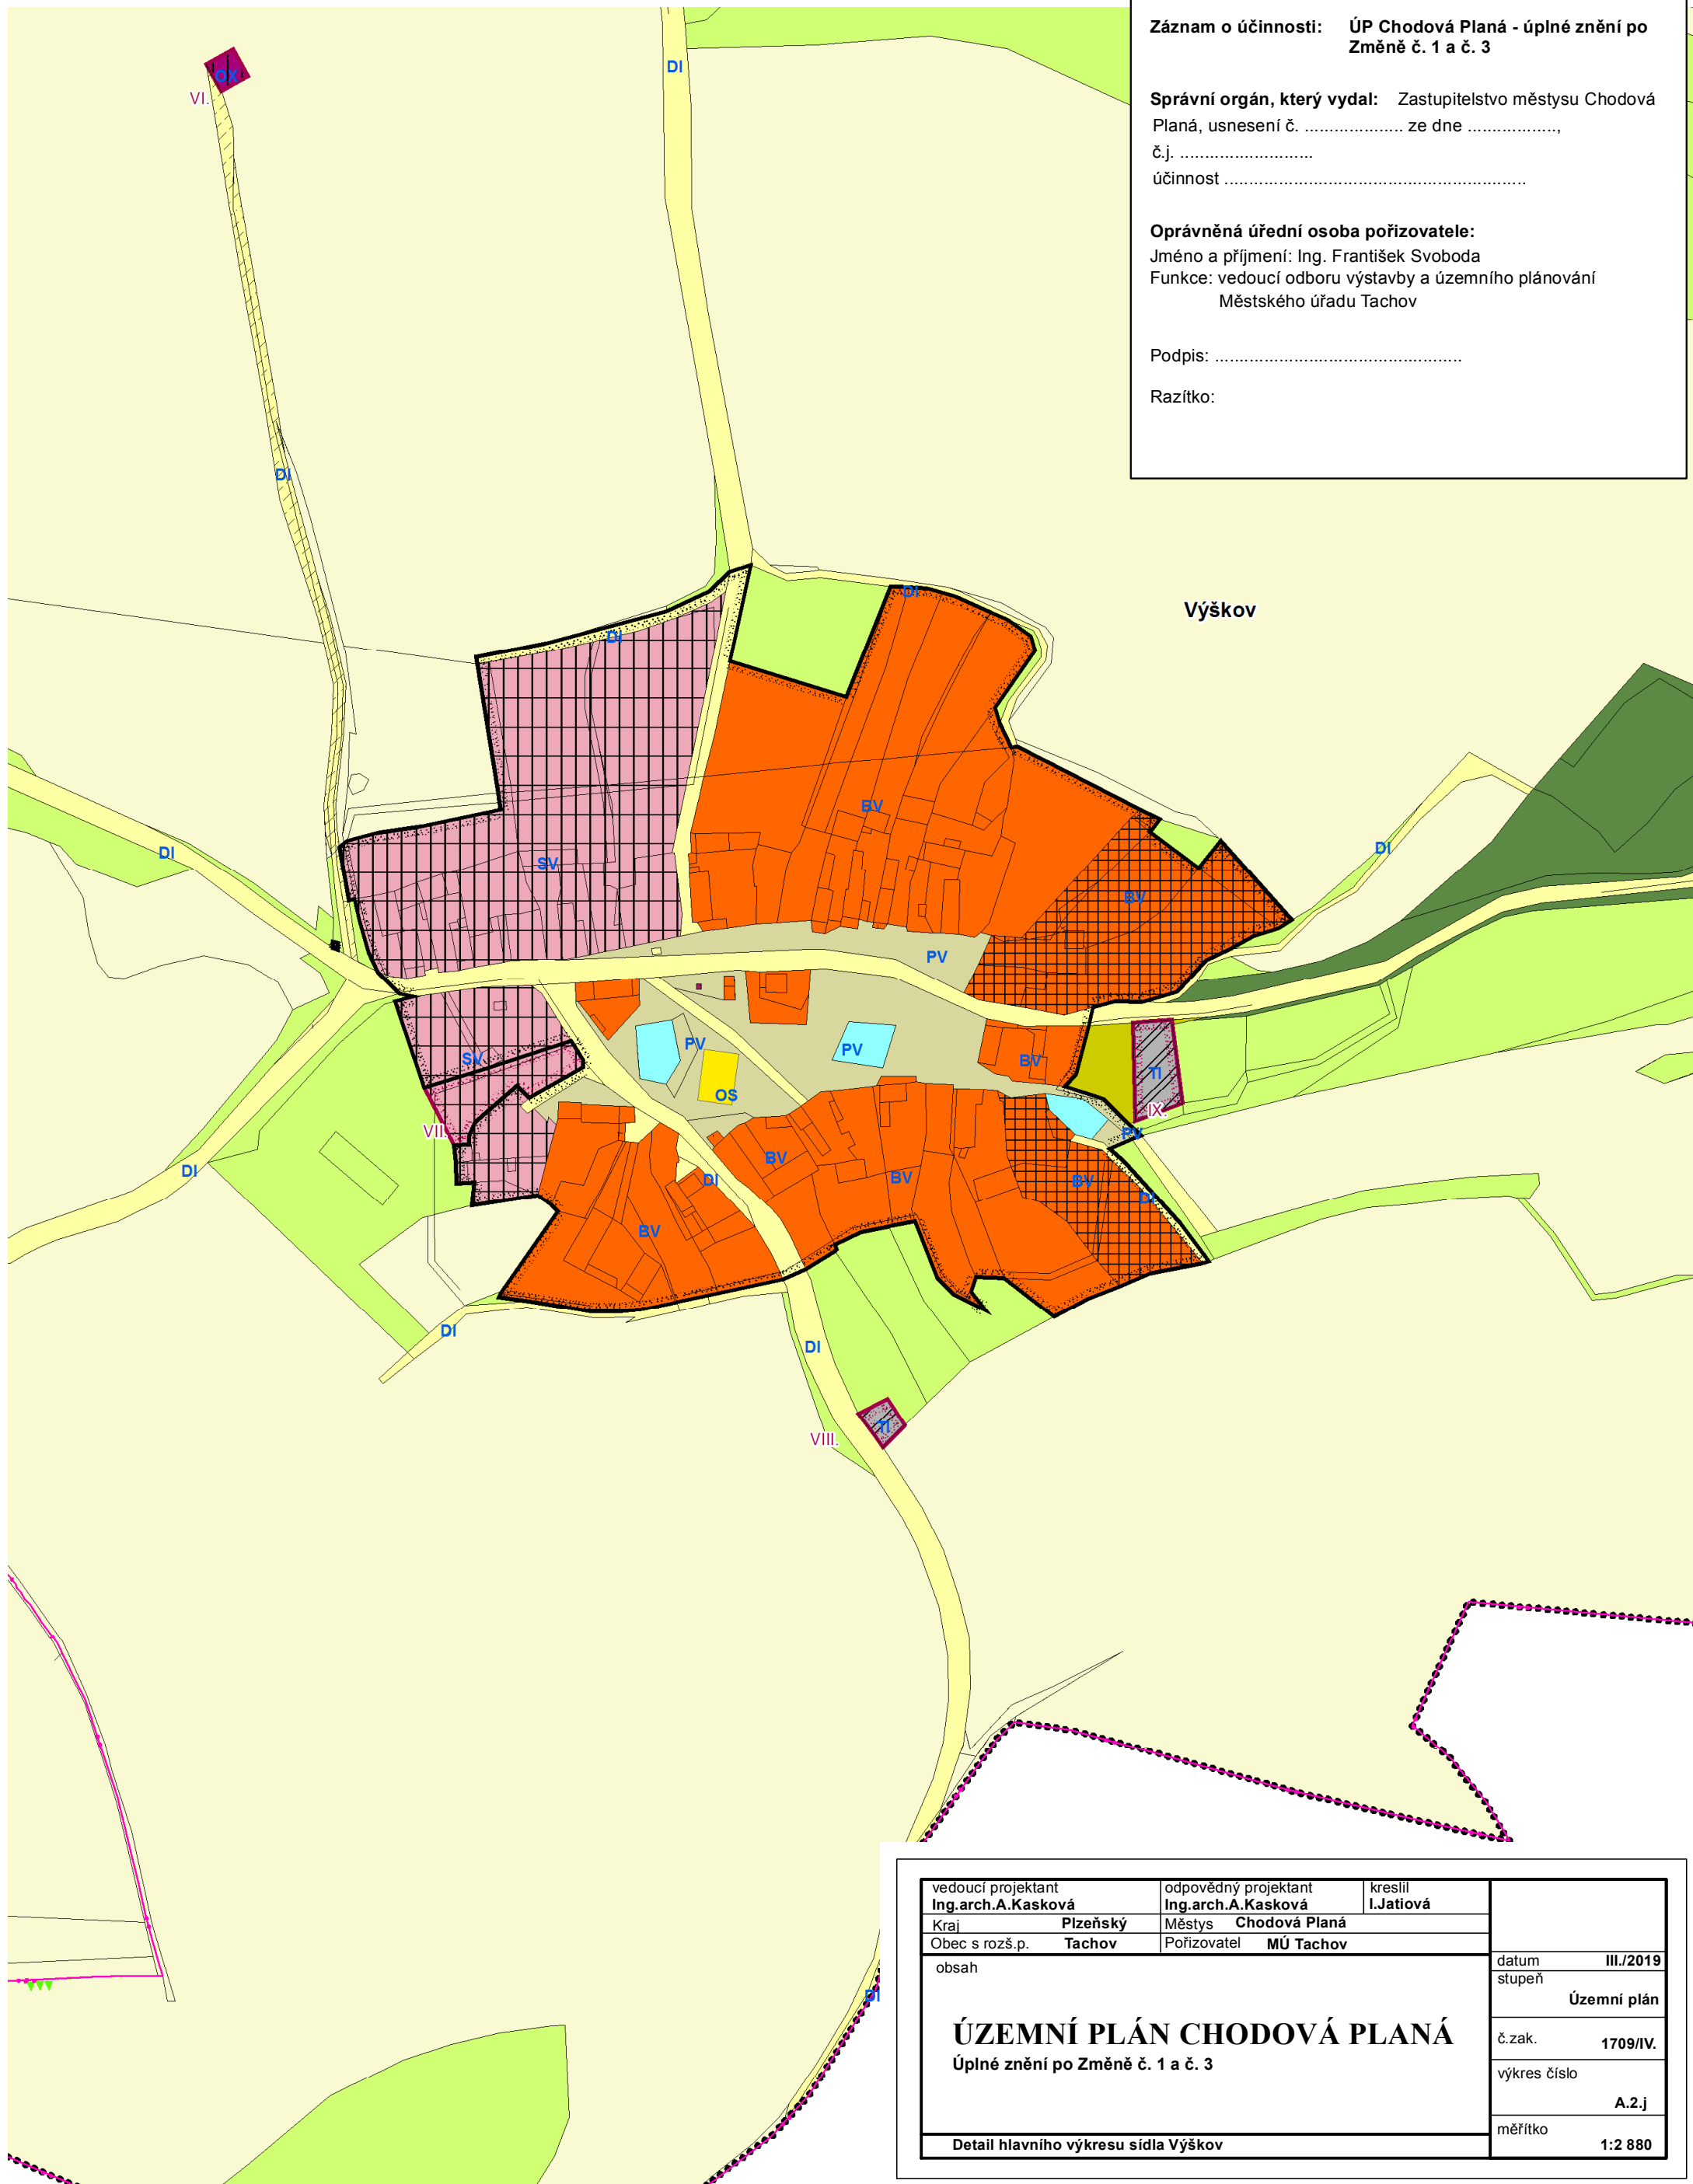 Záznam o účinnosti: ÚP Chodová Planá - úplné znění po
Změně č. 1 a č. 3
Správní orgán, který vydal: Zastupitelstvo městysu Chodová
Planá, usnesení č. .................... ze dne ..................,
č.j. ...........................
účinnost .............................................................
Oprávněná úřední osoba pořizovatele:
Jméno a příjmení: Ing. František Svoboda
Funkce: vedoucí odboru výstavby a územního plánování
Městského úřadu Tachov
Podpis: ..................................................
Razítko:
DI
OX
VI.
DI
DI
Výškov
DI
DI
BV
DI
SV
DI
BV
PV
PV
PV
SV
BV
TI
OS
IX.
VII.
PV
BV
DI
DI
BV
BV
DI
BV
DI
DI
TI
VIII.
DI
vedoucí projektant odpovědný projektant kreslil
Ing.arch.A.Kasková Ing.arch.A.Kasková I.Jatiová
Kraj Plzeňský Městys Chodová Planá
Obec s rozš.p. Tachov Pořizovatel MÚ Tachov
obsah
datum III./2019
stupeň
Územní plán
ÚZEMNÍ PLÁN CHODOVÁ PLANÁ
Úplné znění po Změně č. 1 a č. 3
č.zak. 1709/IV.
výkres číslo
A.2.j
měřítko
1:2 880
Detail hlavního výkresu sídla Výškov